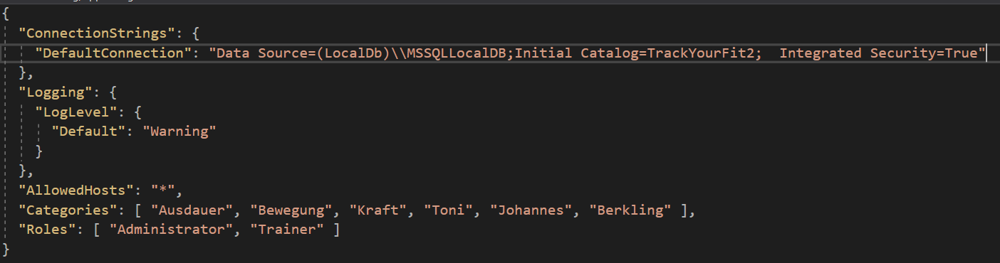 {
"ConnectionStrings": {
"DefaultConnection": "Data Source=(LocalDb)\\MSSQLLocalDB;Initial Catalog=TrackYourFit2;  Integrated Security=True"
},
"Logging": {
"LogLevel": {
"Default": "Warning"
}
},
"AllowedHosts": "*",
"Categories": [ "Ausdauer", "Bewegung", "Kraft", "Toni", "Johannes", "Berkling" ],
"Roles": [ "Administrator", "Trainer" ]
}